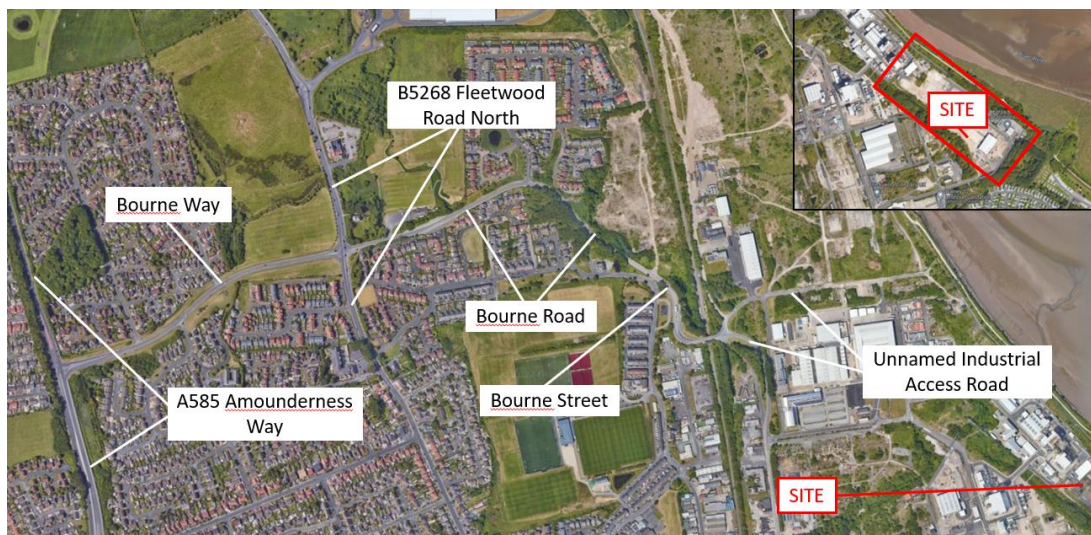 B5268 Fleetwood
Road North
SITE
Bourne Way
Bourne Road
Unnamed Industrial
Access Road
A585 Amounderness
Way
Bourne Street
SITE